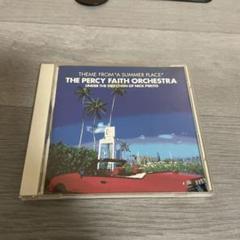 THEME FROM "A SUMMER PLACE"
THE PERCY FAITH ORCHESTRA
UNDER THE DIRECTION OF NICK PERITO